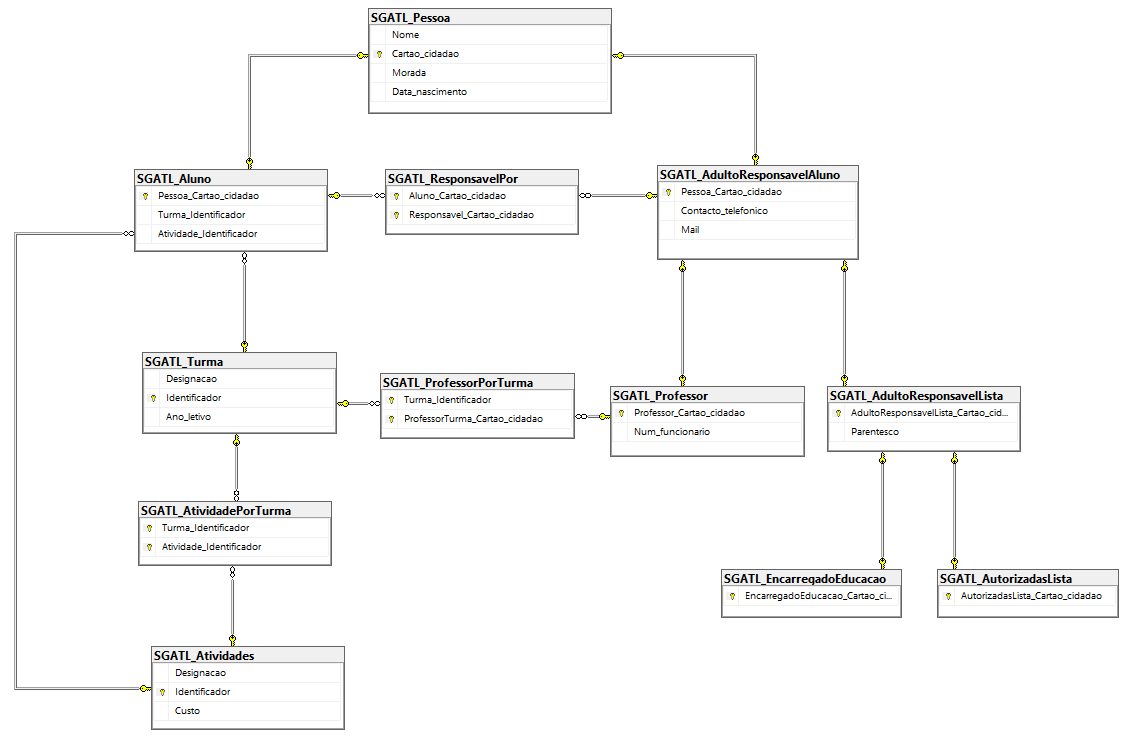 SGATL_Pessoa
Nome
Cartao_cidadao
Morada
Data_nascimento
SGATL_Aluno
Pessoa_Cartao_cidadao
Turma_Identificador
Atividade_Identificador
SGATL_ResponsavelPor
Aluno_Cartao_cidadao
Responsavel_Cartao_cidadao
SGATL_AdultoResponsavelAluno
Pessoa_Cartao_cidadao
Contacto_telefonico
Mail
SGATL_Turma
Designacao
Identificador
Ano_letivo
SGATL_ProfessorPorTurma
Turma_Identificador
ProfessorTurma_Cartao_cidadao
SGATL_Professor
Professor_Cartao_cidadao
Num_funcionario
SGATL_AdultoResponsavelLista
AdultoResponsavelLista_Cartao_cid...
Parentesco
SGATL_AtividadePorTurma
Turma_Identificador
Atividade_Identificador
SGATL_EncarregadoEducacao
EncarregadoEducacao_Cartao_ci...
SGATL_AutorizadasLista
AutorizadasLista_Cartao_cidadao
SGATL_Atividades
Designacao
Identificador
Custo